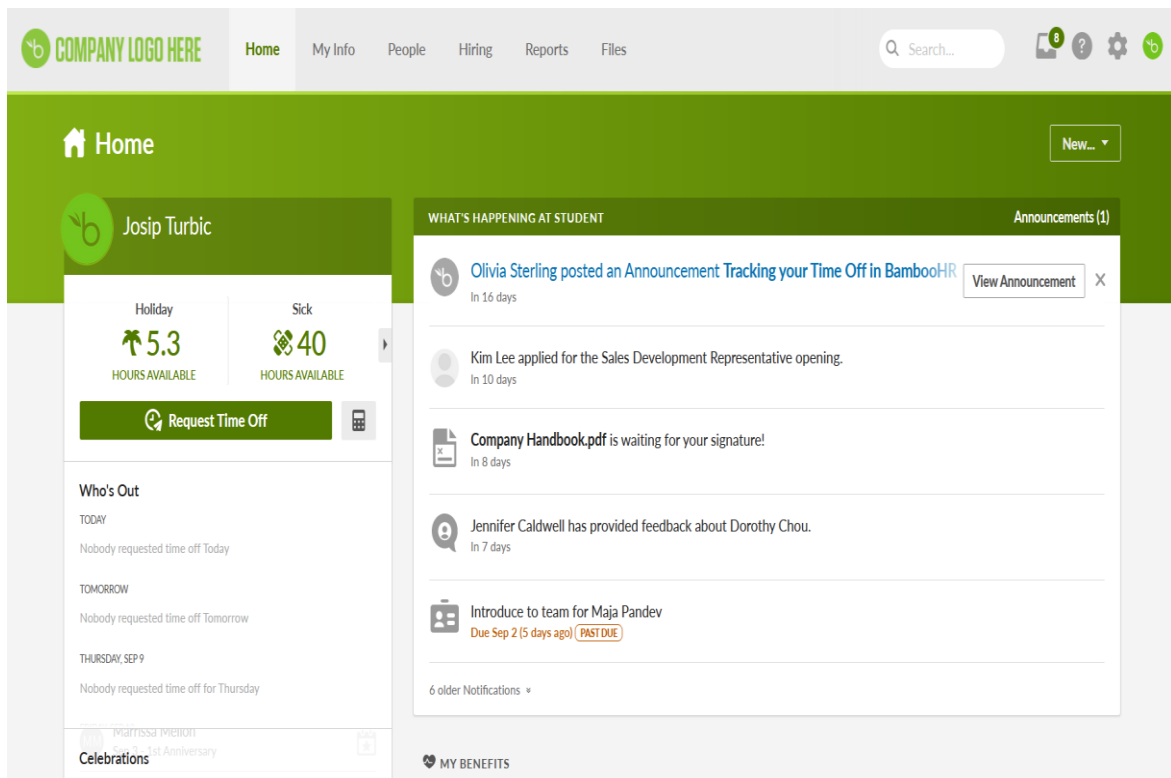 COMPANY LOGO HERE
Home
My Info
People
Hiring
Reports
Files
Search...
8
?
Home
New...
Josip Turbic
Holiday
5.3
HOURS AVAILABLE
Sick
40
HOURS AVAILABLE
Request Time Off
Who's Out
TODAY
Nobody requested time off Today
TOMORROW
Nobody requested time off Tomorrow
THURSDAY, SEP 9
Nobody requested time off for Thursday
Marrissa Mellon
Sep 3 - 1st Anniversary
Celebrations
WHAT'S HAPPENING AT STUDENT
Announcements (1)
Olivia Sterling posted an Announcement Tracking your Time Off in BambooHR
View Announcement
In 16 days
Kim Lee applied for the Sales Development Representative opening.
In 10 days
Company Handbook.pdf is waiting for your signature!
In 8 days
Jennifer Caldwell has provided feedback about Dorothy Chou.
In 7 days
Introduce to team for Maja Pandev
Due Sep 2 (5 days ago) PAST DUE
6 older Notifications
MY BENEFITS